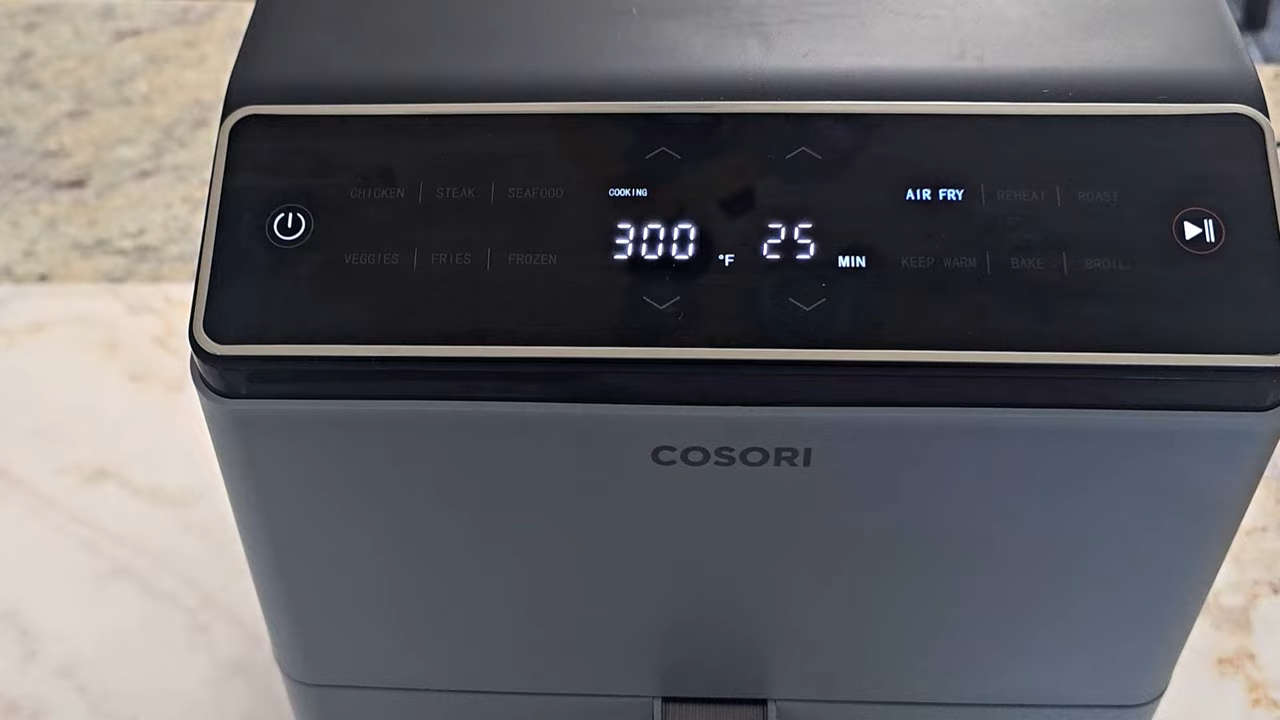 CHICKEN STEAK SEAFOOD
VEGGIES FRIES FROZEN
COOKING
300 °F 25 MIN
AIR FRY REHEAT ROAST
KEEP WARM BAKE BROIL
COSORI